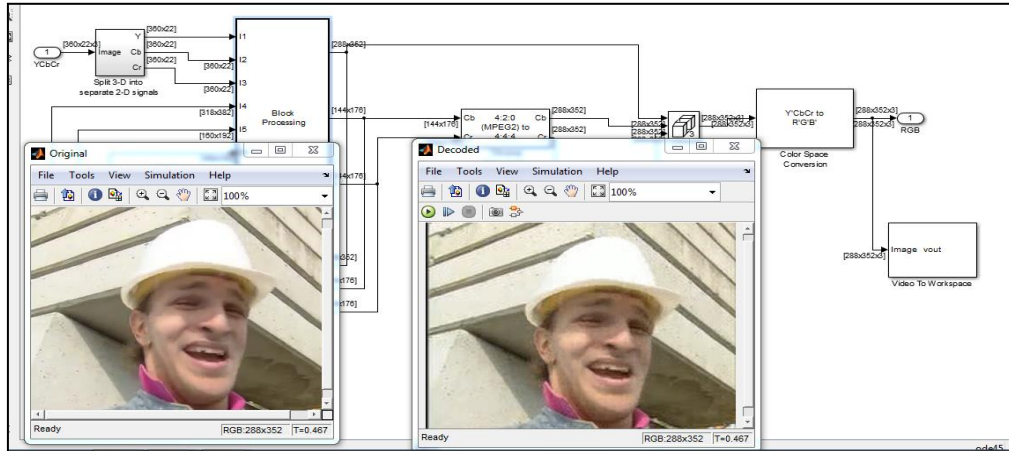 [360x22x3]
1
YCbCr
Image
Y
Cb
Cr
Split 3-D into
separate 2-D signals
[360x22]
[360x22]
[360x22]
[360x22]
[360x22]
[318x382]
[160x192]
I1
I2
I3
I4
I5
Block
Processing
[288x352]
[144x176]
[144x176]
Cb
Cr
4:2:0
(MPEG2) to
4:4:4
Cb
Cr
[288x352]
[288x352]
3
[288x352x3]
[288x352x3]
Y'CbCr to
R'G'B'
Color Space
Conversion
[288x352x3]
[288x352x3]
1
RGB
[288x352x3]
Image
vout
Video To Workspace
Original
File Tools View Simulation Help
100%
Ready
RGB:288x352
T=0.467
Decoded
File Tools View Simulation Help
100%
Ready
RGB:288x352
T=0.467
ode45